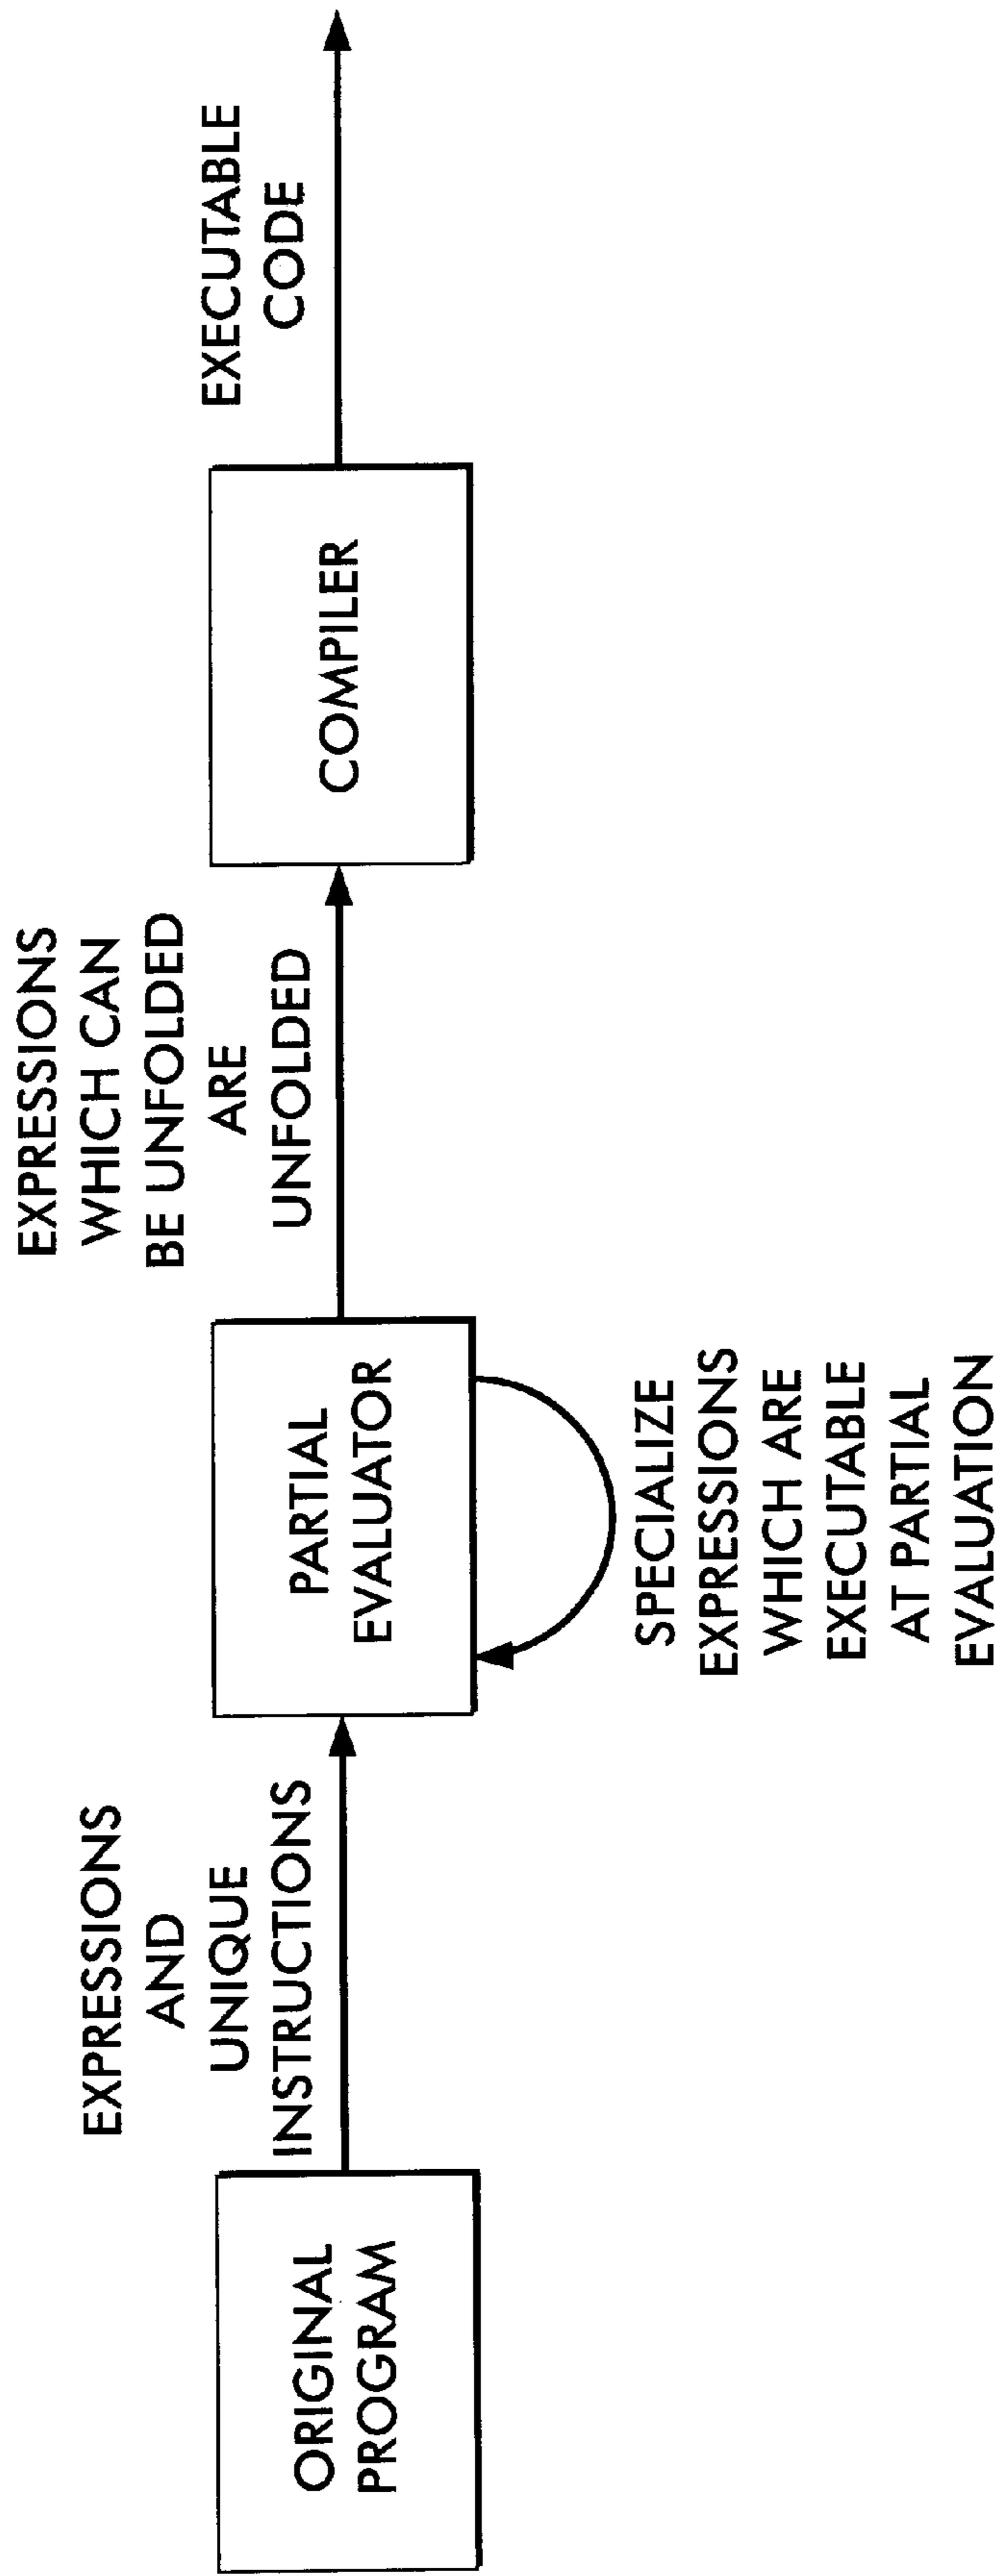 ORIGINAL
PROGRAM
EXPRESSIONS
AND
UNIQUE
INSTRUCTIONS
PARTIAL
EVALUATOR
SPECIALIZE
EXPRESSIONS
WHICH ARE
EXECUTABLE
AT PARTIAL
EVALUATION
EXPRESSIONS
WHICH CAN
BE UNFOLDED
ARE
UNFOLDED
COMPILER
EXECUTABLE
CODE